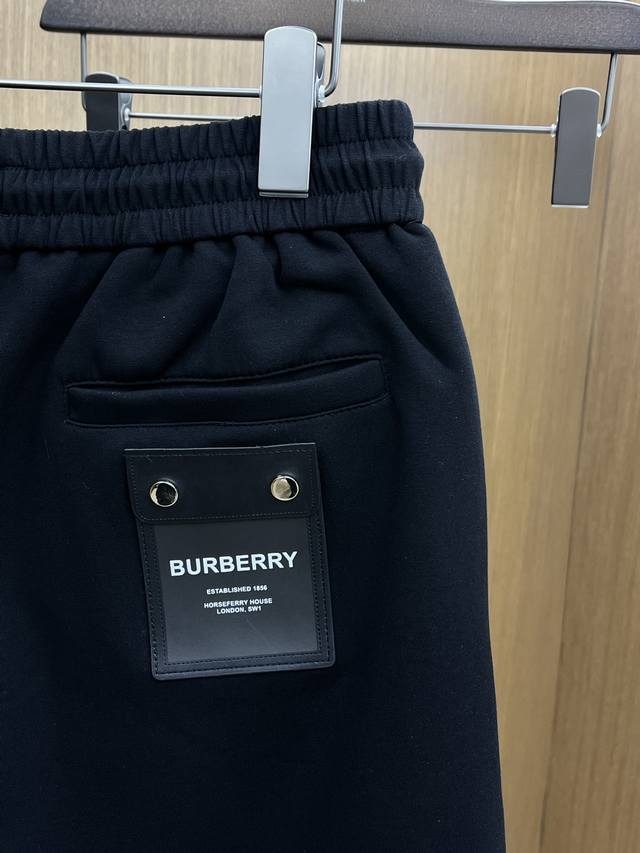 BURBERRY
ESTABLISHED 1856
HORSEFERRY HOUSE
LONDON, SW1